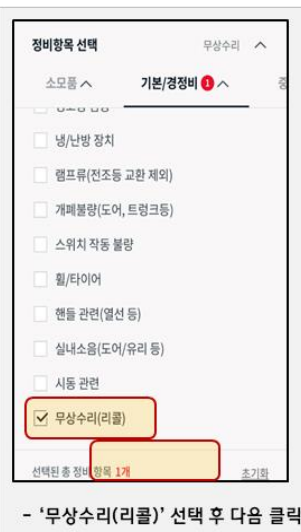 정비항목 선택 무상수리
소모품 기본/경정비 1 중
냉/난방 장치
램프류(전조등 교환 제외)
개폐불량(도어, 트렁크등)
스위치 작동 불량
휠/타이어
핸들 관련(열선 등)
실내소음(도어/유리 등)
시동 관련
무상수리(리콜)
선택된 총 정비 항목 1개 초기화
- ‘무상수리(리콜)’ 선택 후 다음 클릭